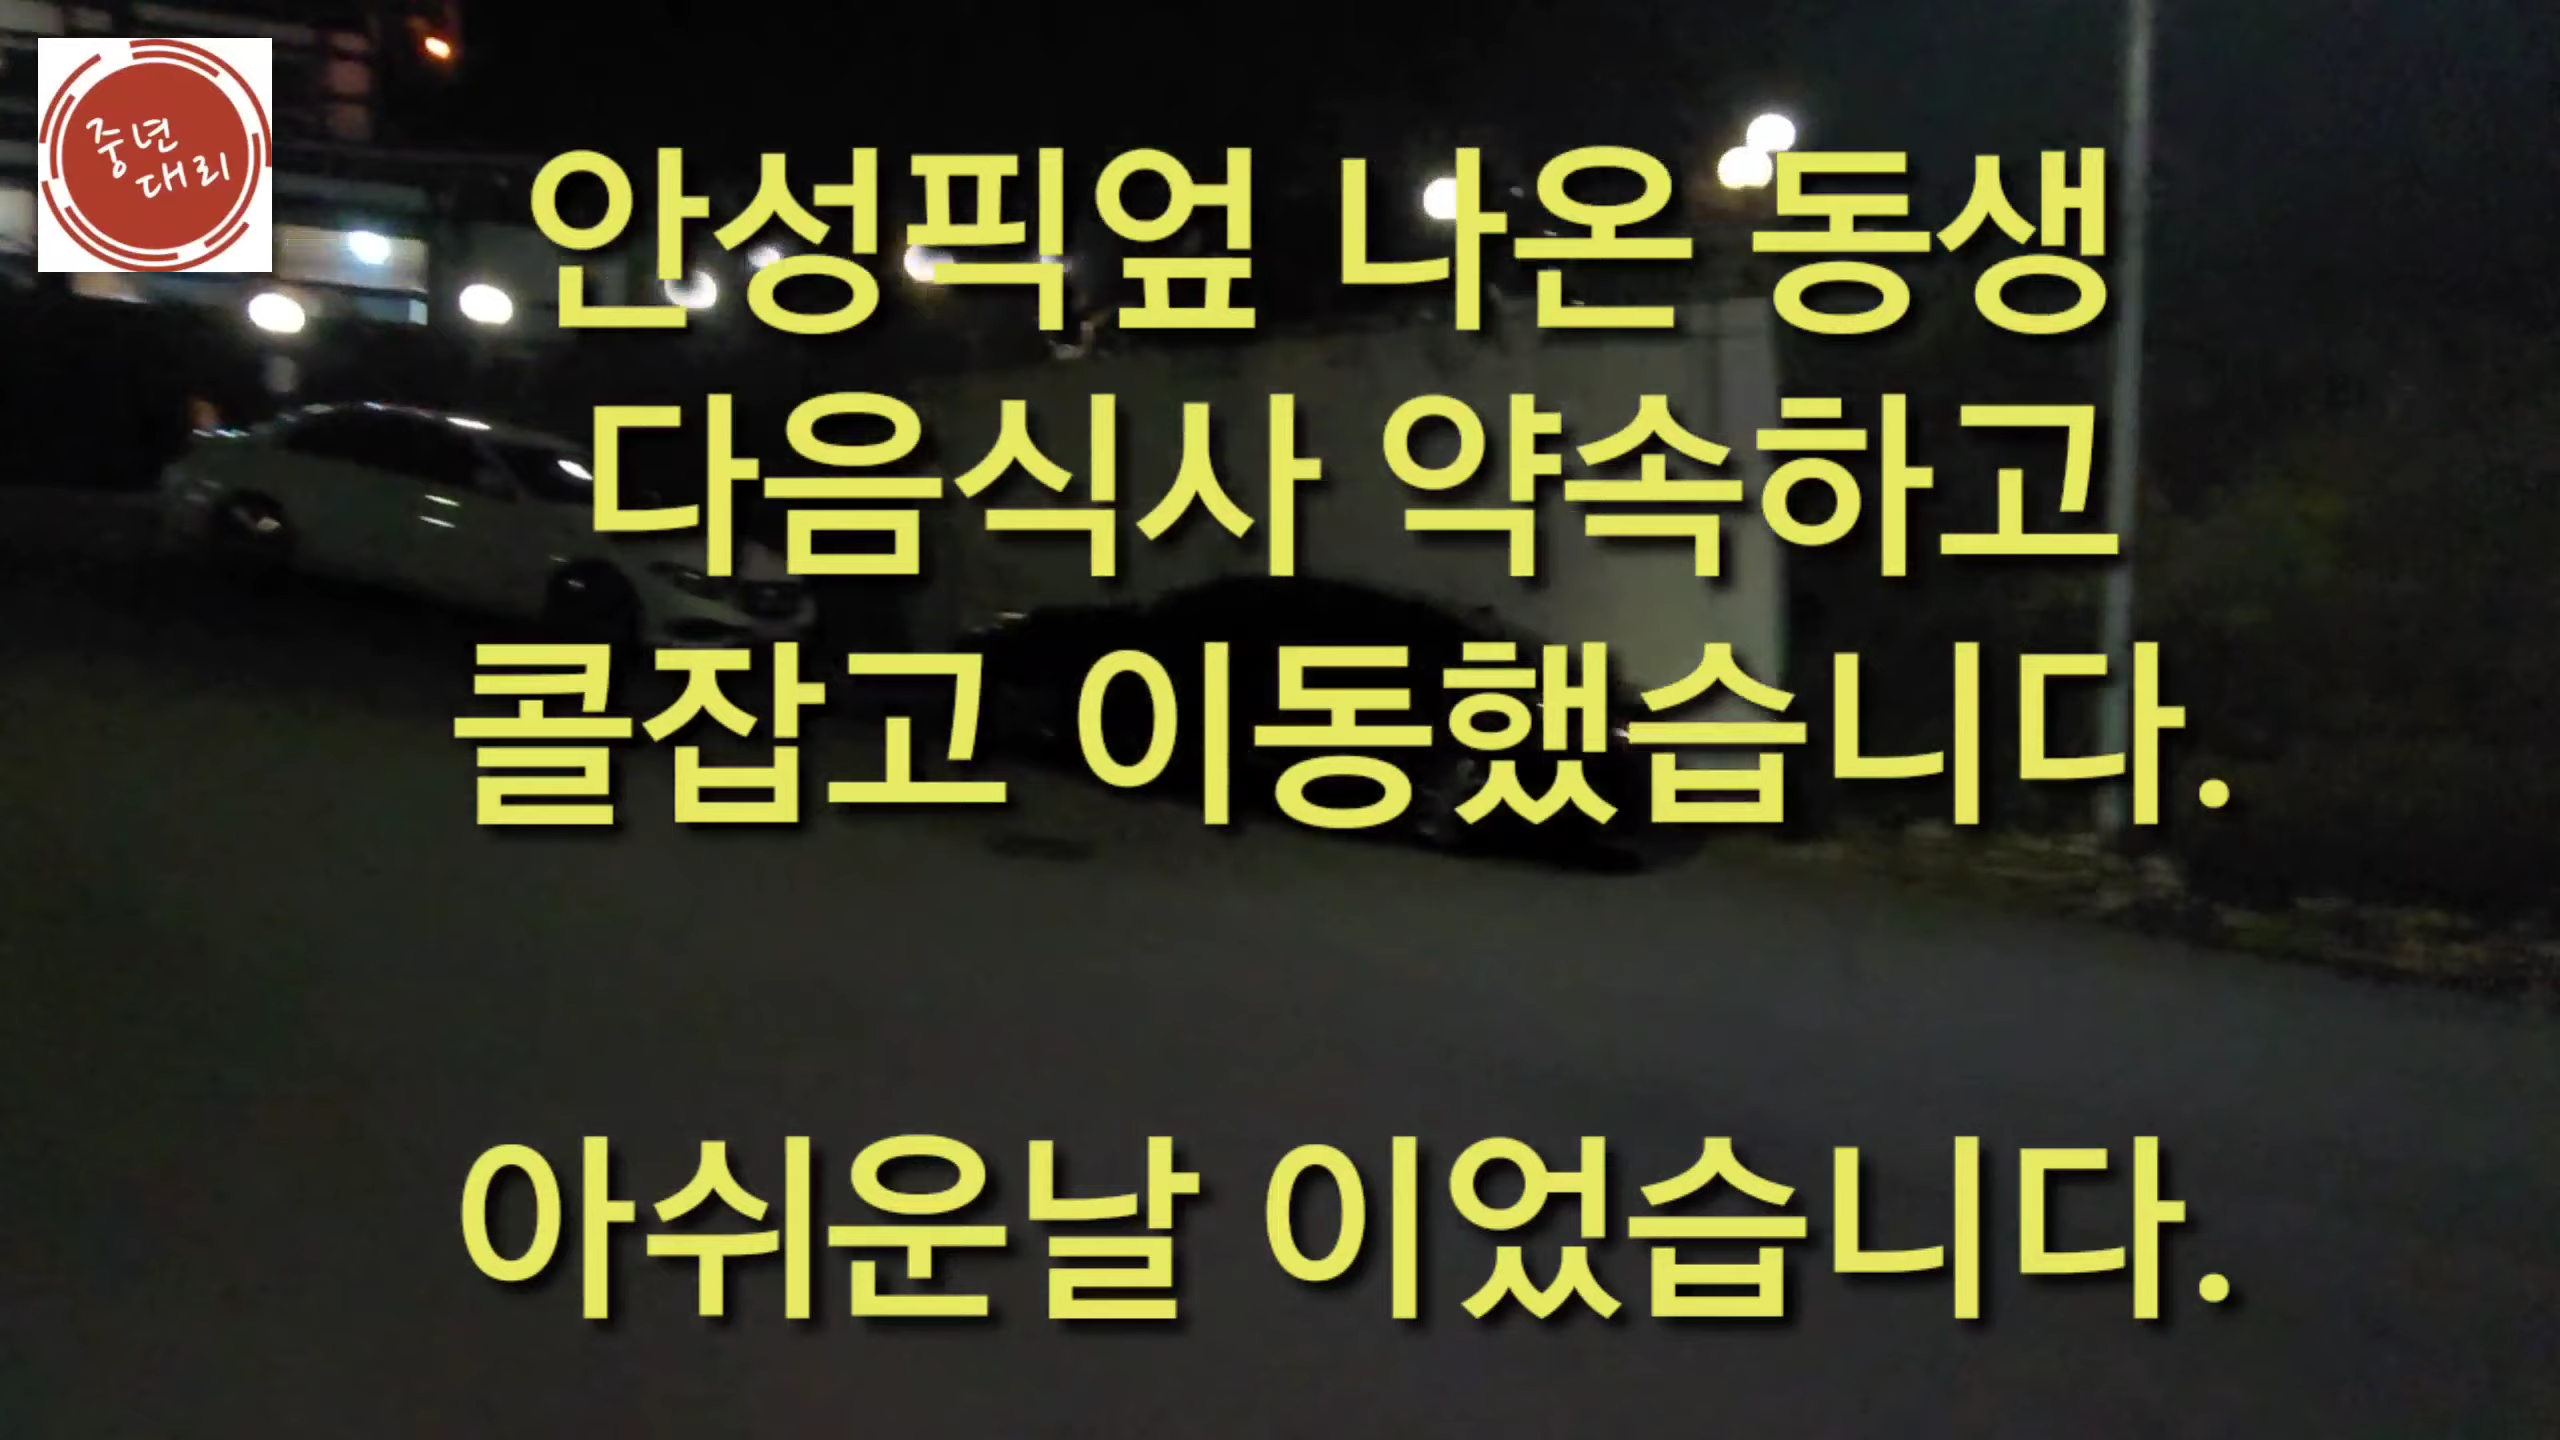 중년
대리
안성픽엎 나온 동생
다음식사 약속하고
콜잡고 이동했습니다.
아쉬운날 이었습니다.